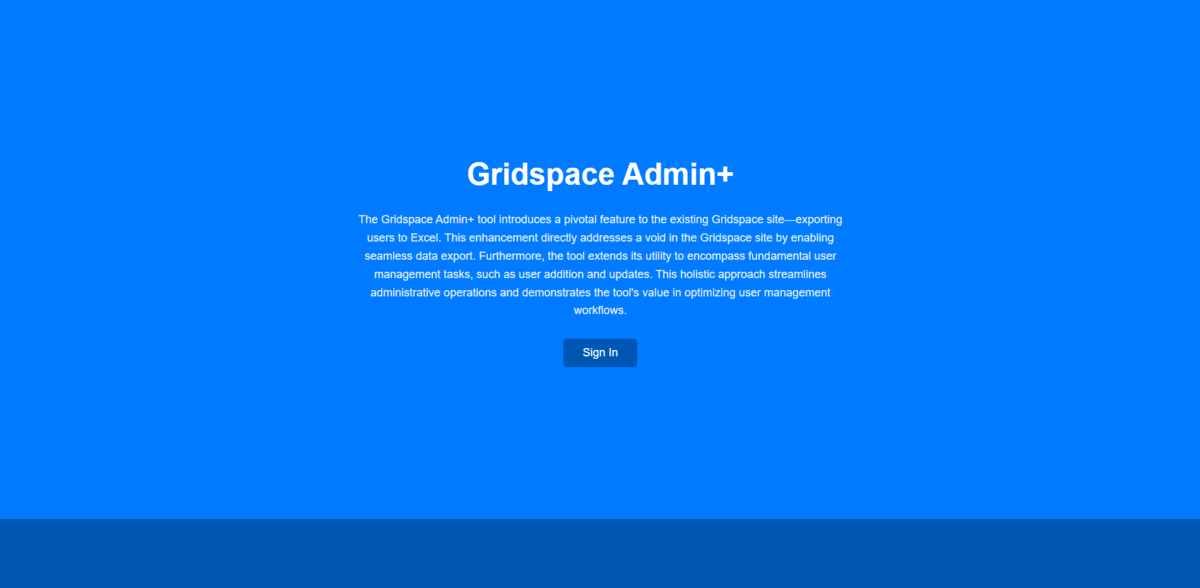 Gridspace Admin+
The Gridspace Admin+ tool introduces a pivotal feature to the existing Gridspace site—exporting
users to Excel. This enhancement directly addresses a void in the Gridspace site by enabling
seamless data export. Furthermore, the tool extends its utility to encompass fundamental user
management tasks, such as user addition and updates. This holistic approach streamlines
administrative operations and demonstrates the tool's value in optimizing user management
workflows.
Sign In